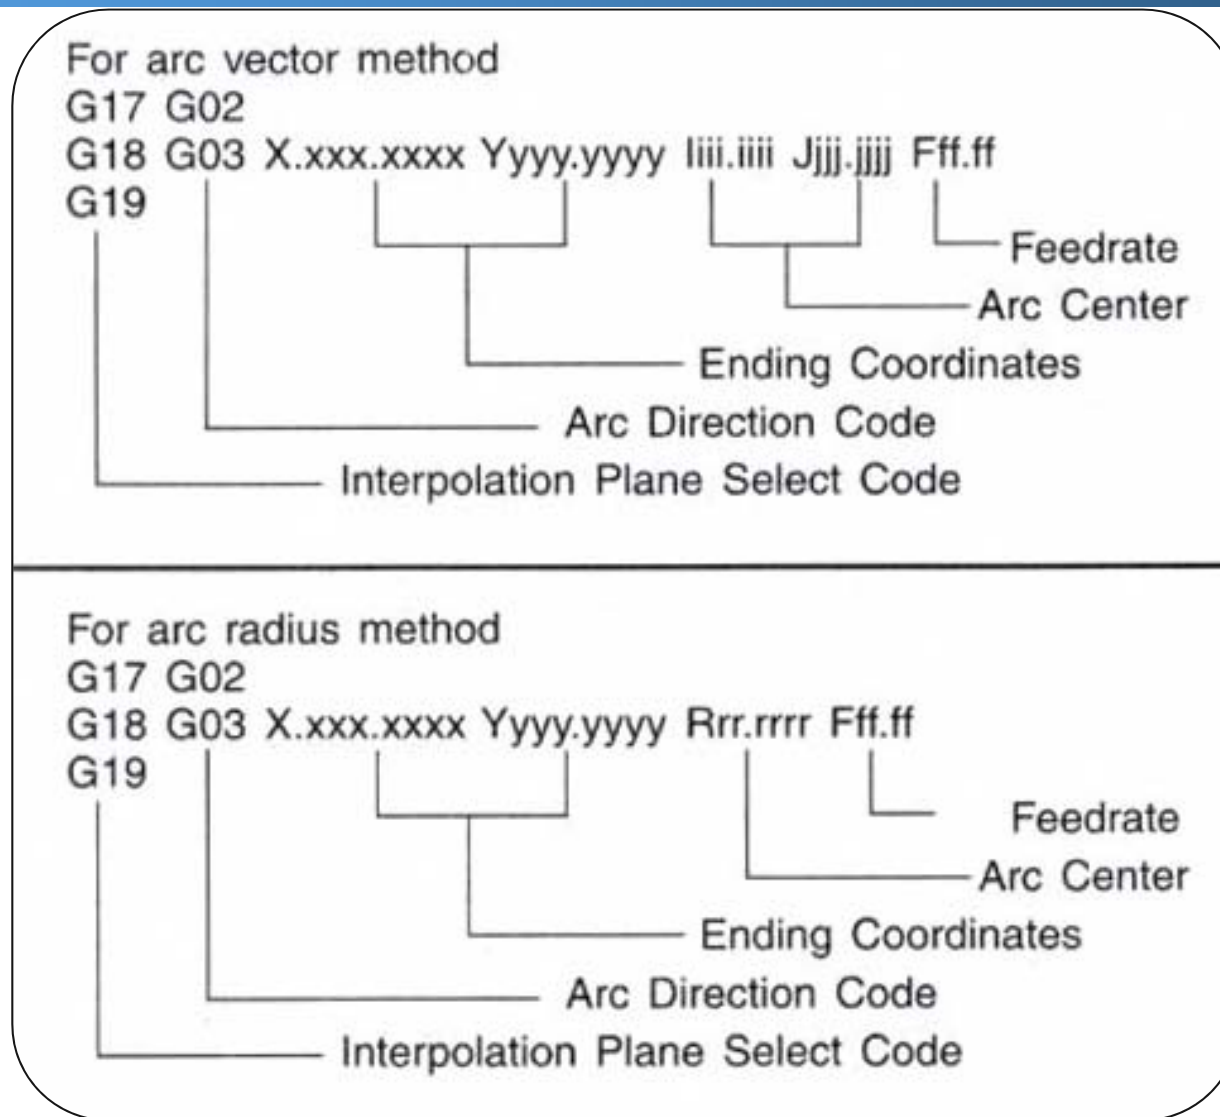 For arc vector method
G17 G02
G18 G03 X.xxx.xxxx Yyyy.yyyy Iiii.iiii Jjjj.jjjj Fff.ff
G19
Feedrate
Arc Center
Ending Coordinates
Arc Direction Code
Interpolation Plane Select Code
For arc radius method
G17 G02
G18 G03 X.xxx.xxxx Yyyy.yyyy Rrr.rrrr Fff.ff
G19
Feedrate
Arc Center
Ending Coordinates
Arc Direction Code
Interpolation Plane Select Code